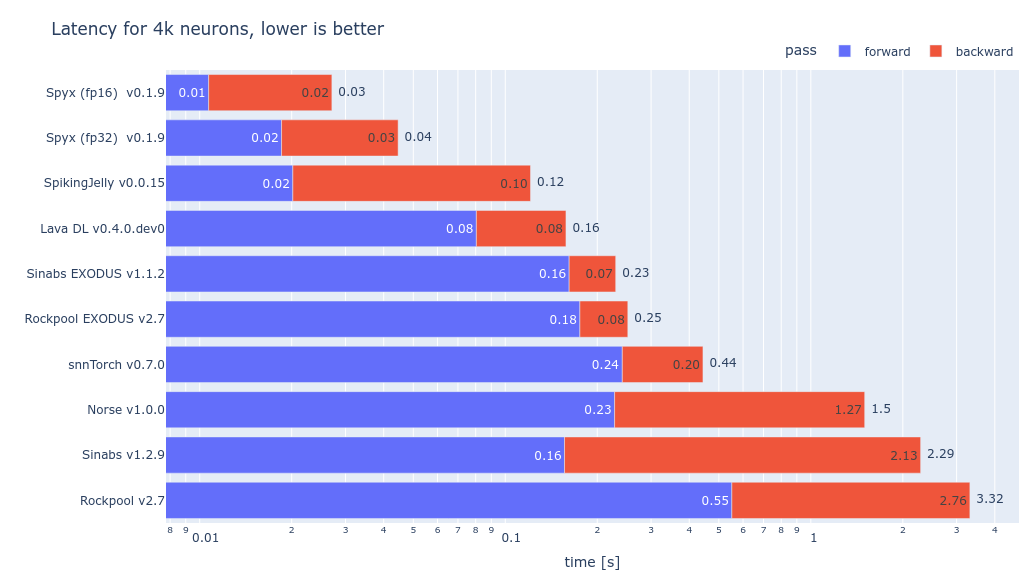 Latency for 4k neurons, lower is better
pass forward backward
Spyx (fp16) v0.1.9 0.01 0.02 0.03
Spyx (fp32) v0.1.9 0.02 0.03 0.04
SpikingJelly v0.0.15 0.02 0.10 0.12
Lava DL v0.4.0.dev0 0.08 0.08 0.16
Sinabs EXODUS v1.1.2 0.16 0.07 0.23
Rockpool EXODUS v2.7 0.18 0.08 0.25
snnTorch v0.7.0 0.24 0.20 0.44
Norse v1.0.0 0.23 1.27 1.5
Sinabs v1.2.9 0.16 2.13 2.29
Rockpool v2.7 0.55 2.76 3.32
8 9 0.01 2 3 4 5 6 7 8 9 0.1 2 3 4 5 6 7 8 9 1 2 3 4
time [s]